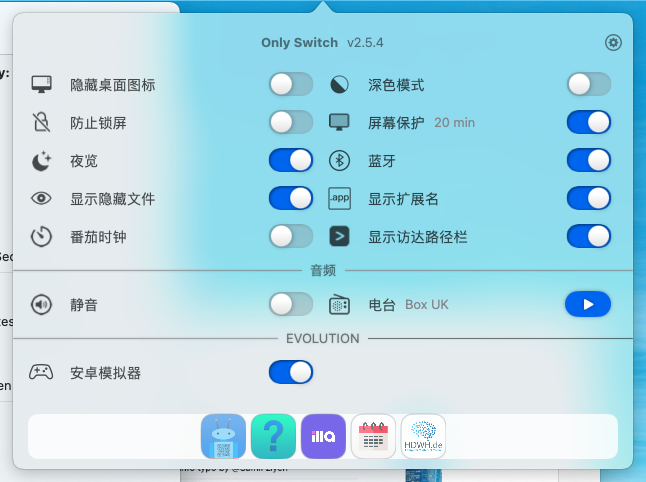 Only Switch v2.5.4
隐藏桌面图标
深色模式
防止锁屏
屏幕保护 20 min
夜览
蓝牙
显示隐藏文件
.app
显示扩展名
番茄时钟
显示访达路径栏
音频
静音
电台 Box UK
EVOLUTION
安卓模拟器
illa
HDWH.de